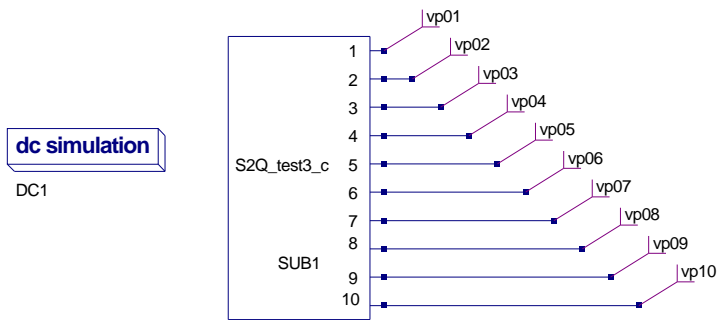 vp01
1
vp02
2
vp03
3
vp04
4
dc simulation
vp05
S2Q_test3_c
5
vp06
DC1
6
vp07
7
vp08
8
SUB1
vp09
9
vp10
10